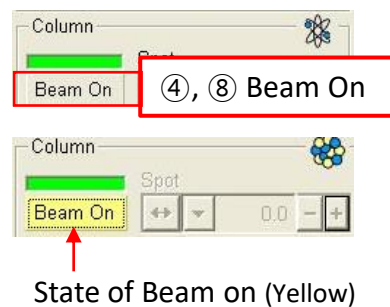 Column
Spot
Beam On
④, ⑧ Beam On
Column
Spot
Beam On 0.0 - +
State of Beam on (Yellow)